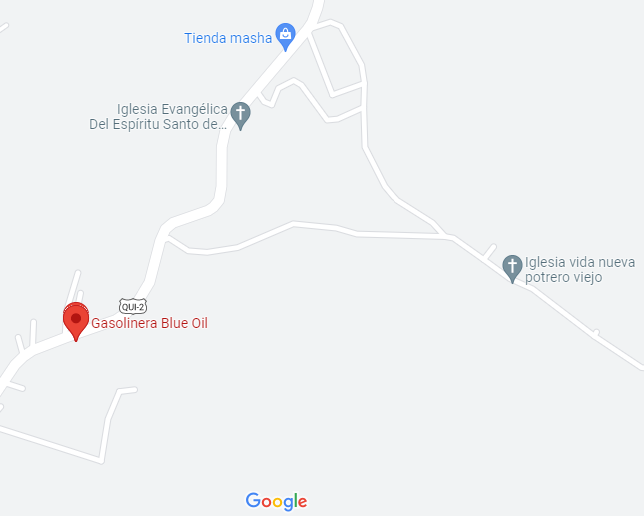 Tienda masha
Iglesia Evangélica
Del Espíritu Santo de...
Iglesia vida nueva
potrero viejo
QUI-2
Gasolinera Blue Oil
Google